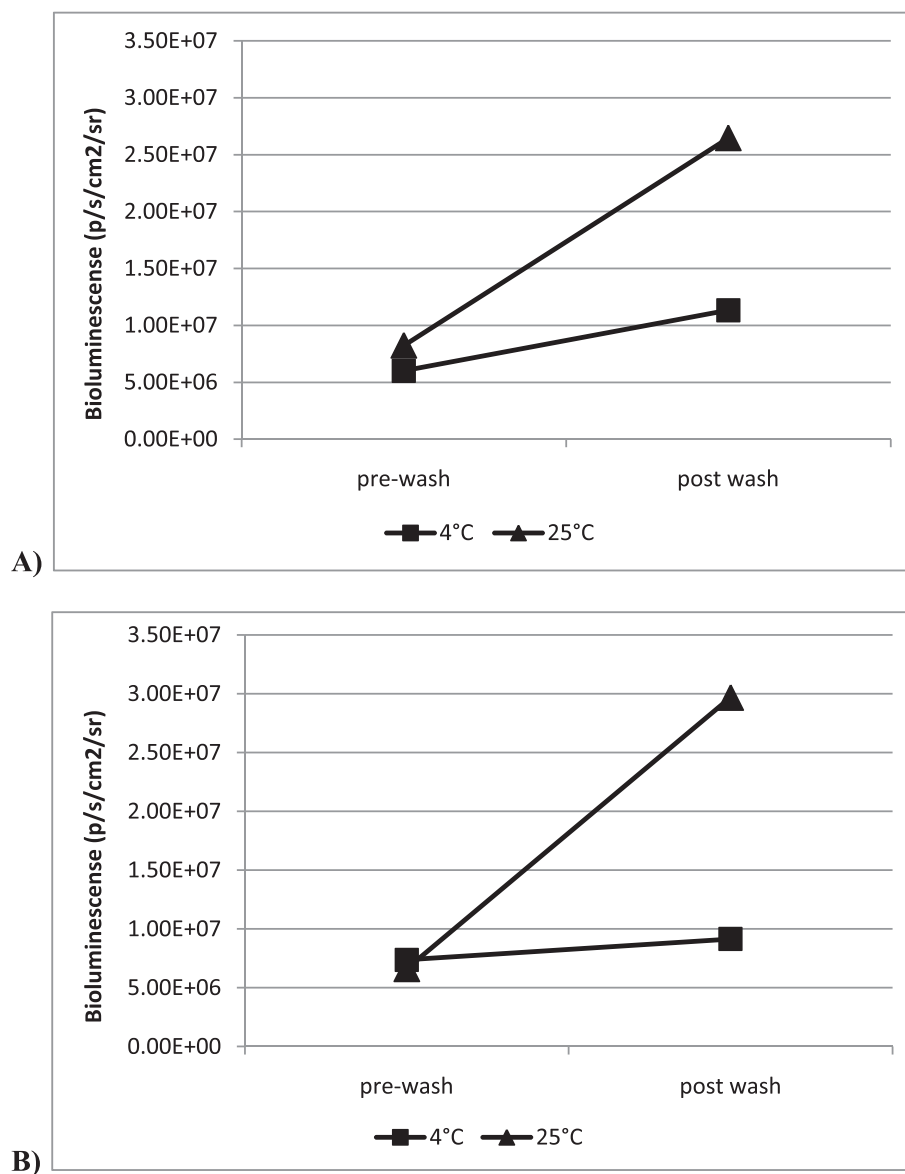 3.50E+07
3.00E+07
2.50E+07
2.00E+07
1.50E+07
1.00E+07
5.00E+06
0.00E+00
Bioluminescense (p/s/cm2/sr)
pre-wash post wash
4°C 25°C
A)
3.50E+07
3.00E+07
2.50E+07
2.00E+07
1.50E+07
1.00E+07
5.00E+06
0.00E+00
Bioluminescense (p/s/cm2/sr)
pre-wash post wash
4°C 25°C
B)